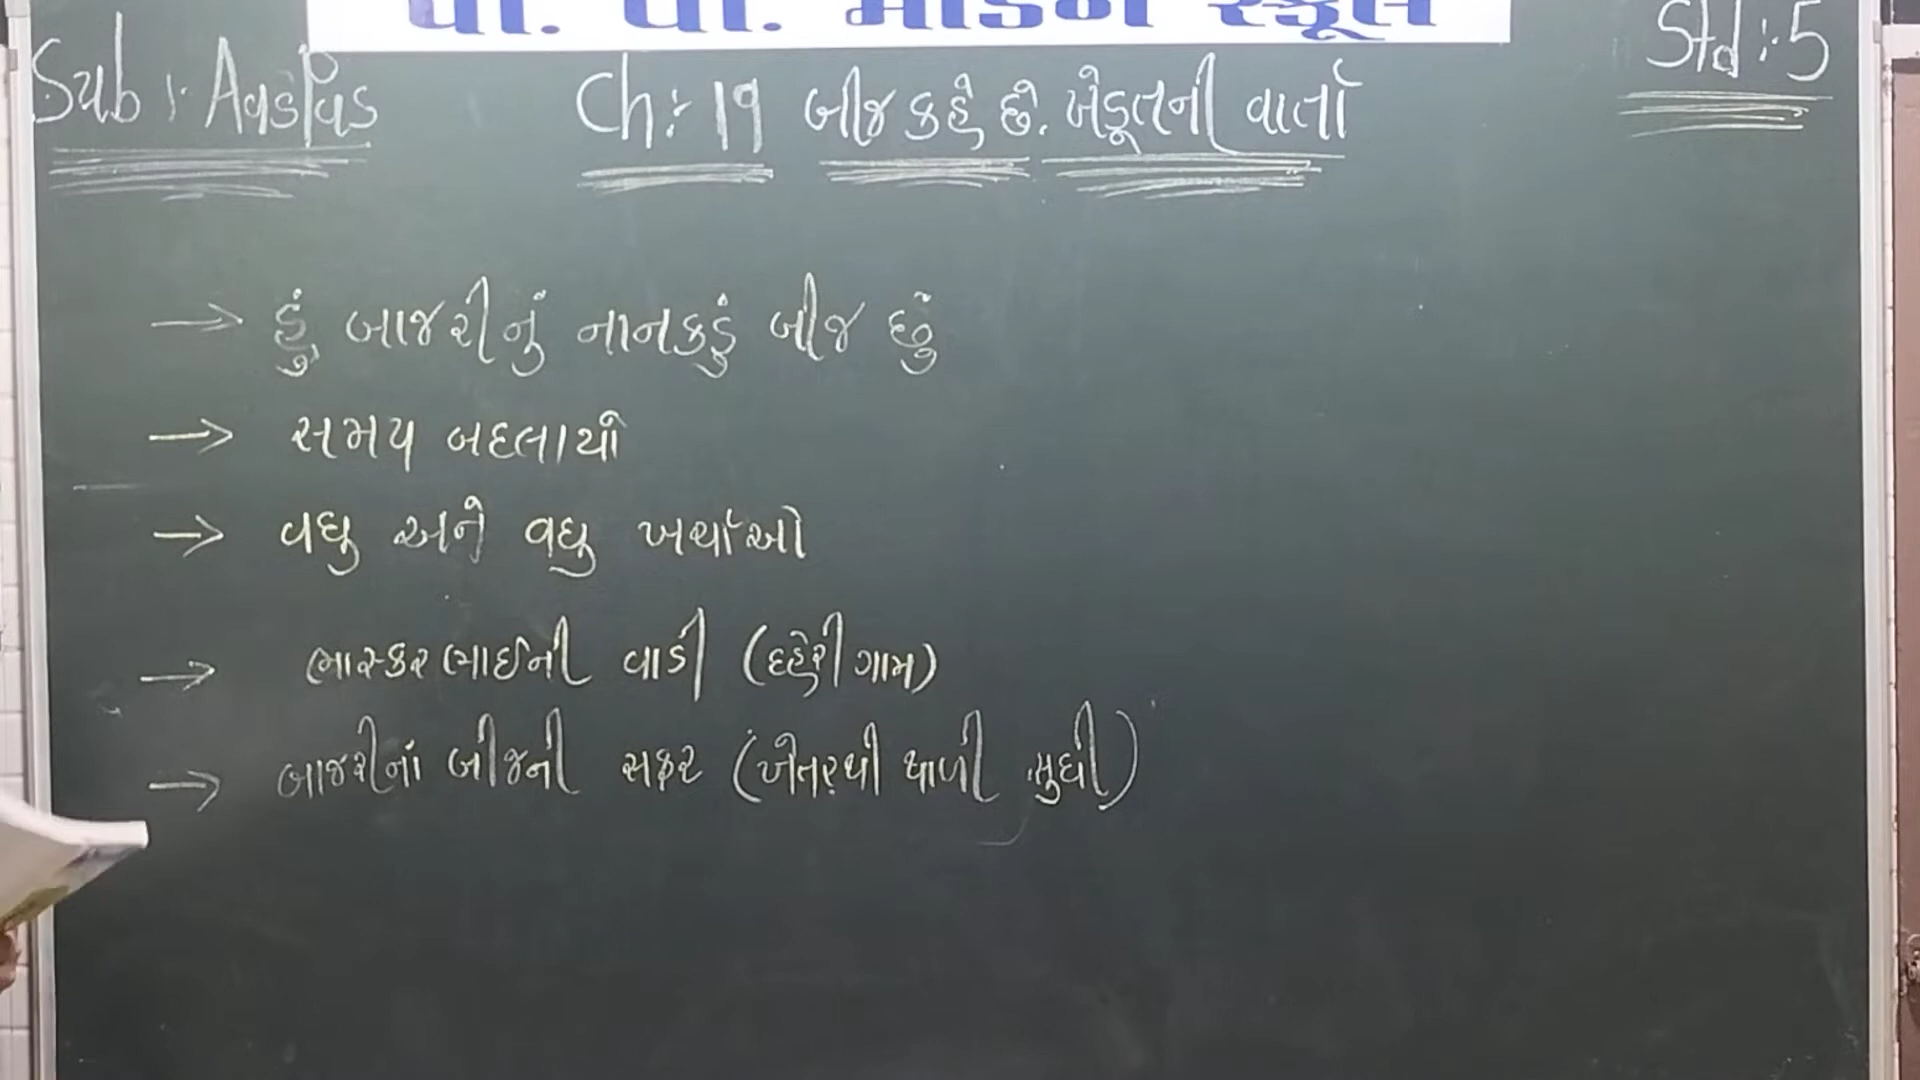 પી. પી. મોડર્ન સ્કૂલ
Sub :- Aaspas
Ch :- 19 બીજ કહે છે. ખેડૂતની વાર્તા
Std :- 5
→ હું બાજરીનું નાનકડું બીજ છું
→ સમય બદલાયો
→ વધુ અને વધુ ખર્ચાઓ
→ ભાસ્કરભાઈની વાડી (દહેરી ગામ)
→ બાજરીનાં બીજની સફર (ખેતરથી થાળી સુધી)